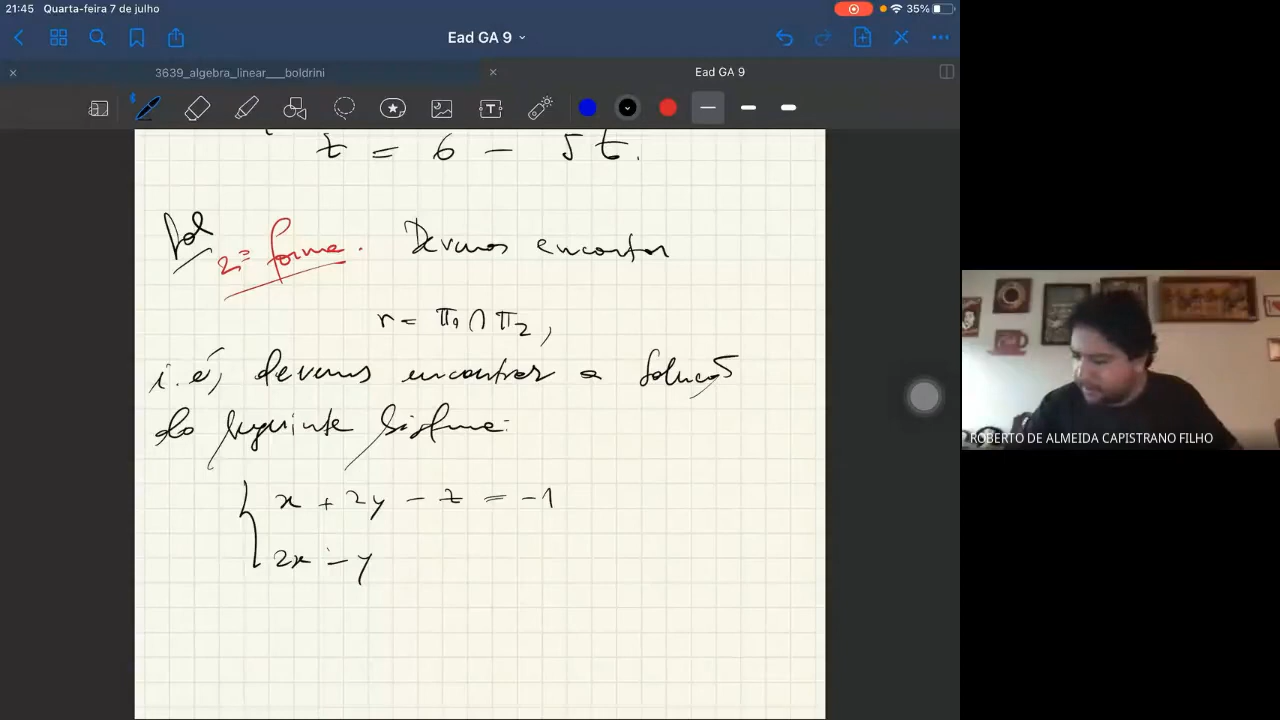 21:45 Quarta-feira 7 de julho
35%
Ead GA 9
3639_algebra_linear___boldrini
Ead GA 9
T
z = 6 - 5t.
Sol
2ª forma. Devemos encontrar
r = π₁ ∩ π₂,
i.é, devemos encontrar a solução
do seguinte sistema:
x + 2y - z = -1
2x - y
ROBERTO DE ALMEIDA CAPISTRANO FILHO